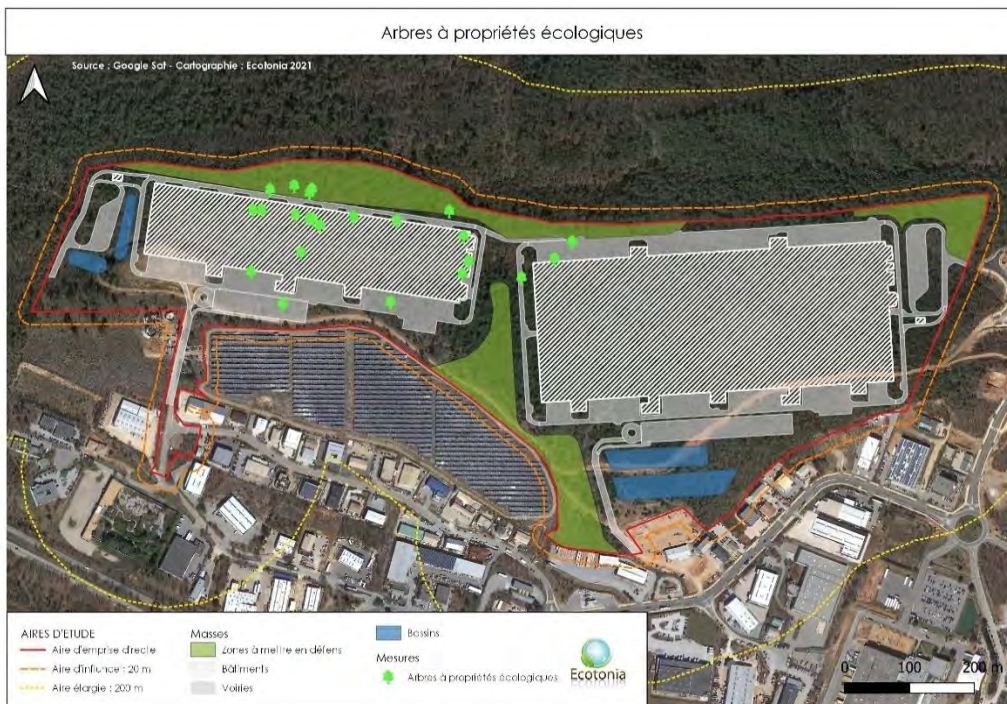 Arbres à propriétés écologiques
Source : Google Sat - Cartographie : Ecotonia 2021
AIRES D'ETUDE
Aire d'emprise directe
Aire d'influnce : 20 m
Aire élargie : 200 m
Masses
Zones à mettre en défens
Bâtiments
Voiries
Bassins
Mesures
Arbres à propriétés écologiques
Ecotonia
0 100 200 m